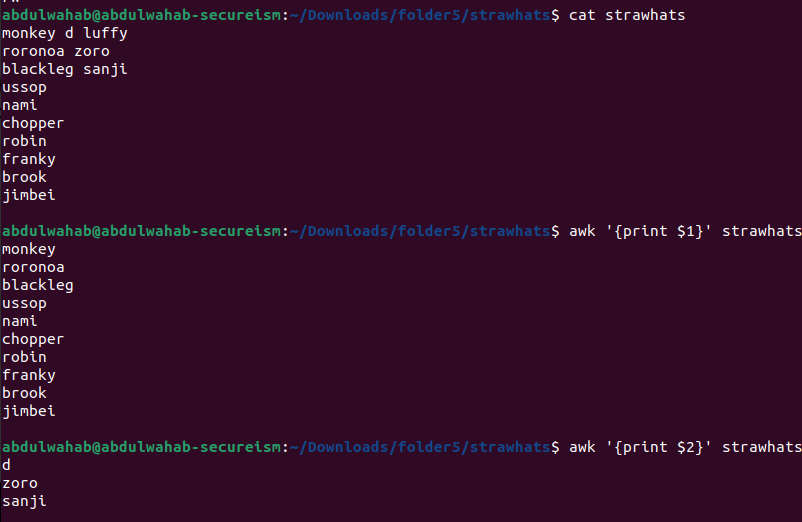 abdulwahab@abdulwahab-secureism:~/Downloads/folder5/strawhats$ cat strawhats
monkey d luffy
roronoa zoro
blackleg sanji
ussop
nami
chopper
robin
franky
brook
jimbei
abdulwahab@abdulwahab-secureism:~/Downloads/folder5/strawhats$ awk '{print $1}' strawhats
monkey
roronoa
blackleg
ussop
nami
chopper
robin
franky
brook
jimbei
abdulwahab@abdulwahab-secureism:~/Downloads/folder5/strawhats$ awk '{print $2}' strawhats
d
zoro
sanji